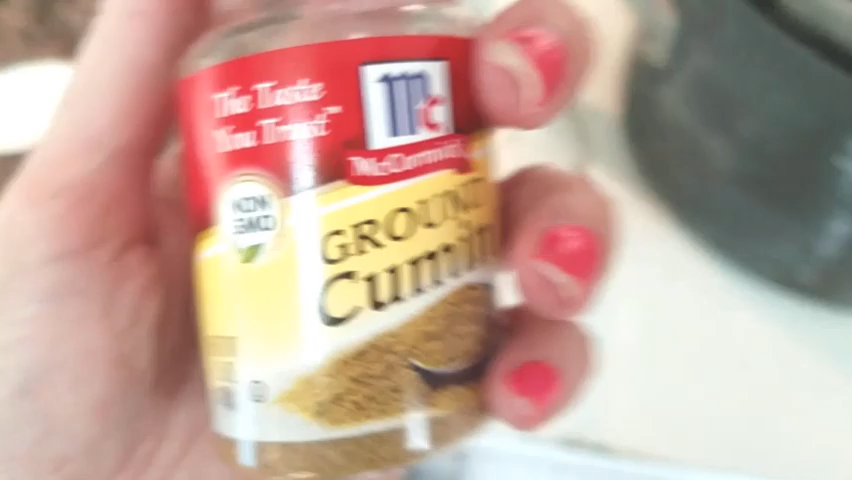 The Taste
You Trust™
Mc
McCormick
NON
GMO
GROUND
Cumin